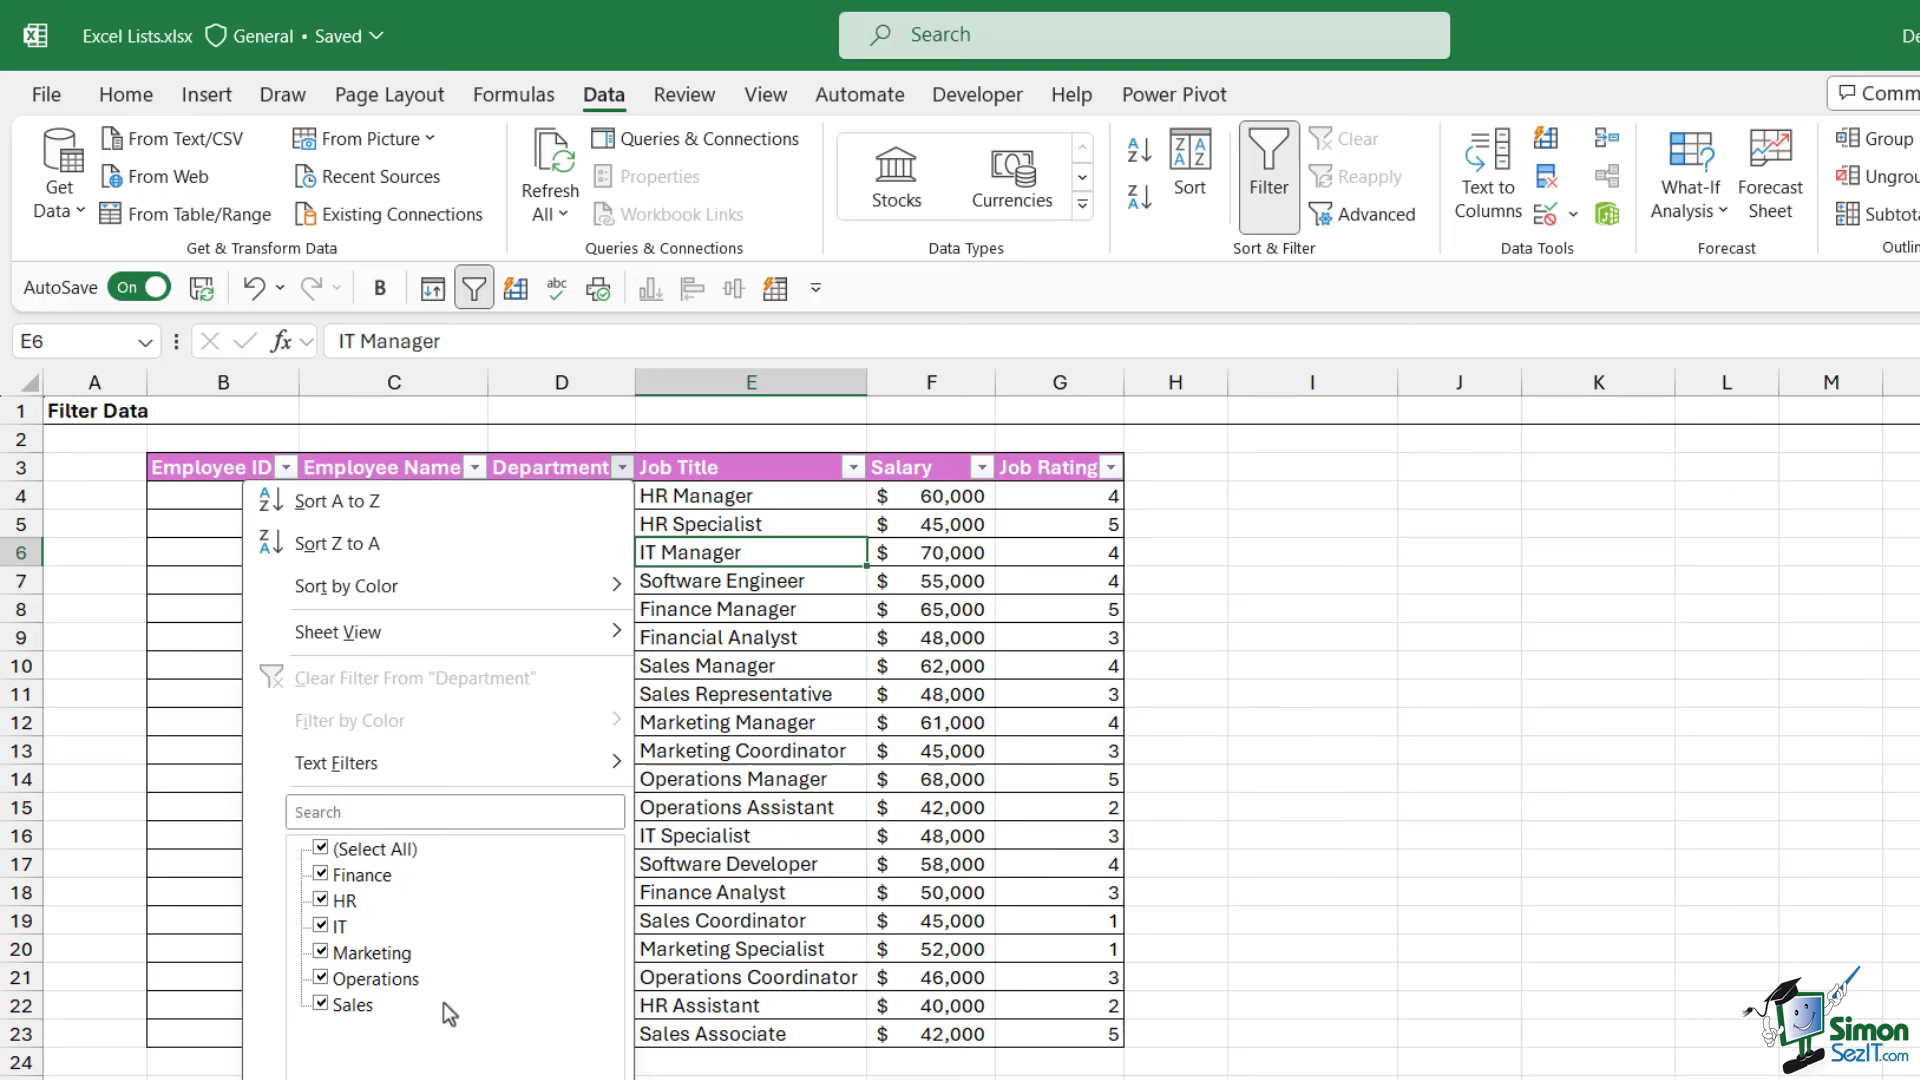 Excel Lists.xlsx General • Saved
Search
De
File Home Insert Draw Page Layout Formulas Data Review View Automate Developer Help Power Pivot
Comm
Get Data
From Text/CSV
From Web
From Table/Range
From Picture
Recent Sources
Existing Connections
Get & Transform Data
Refresh All
Queries & Connections
Properties
Workbook Links
Queries & Connections
Stocks
Currencies
Data Types
Sort
Filter
Clear
Reapply
Advanced
Sort & Filter
Text to Columns
Data Tools
What-If Analysis
Forecast Sheet
Forecast
Group
Ungrou
Subtota
Outlin
AutoSave On
B
abc
E6
fx
IT Manager
A B C D E F G H I J K L M
1 Filter Data
2
3 Employee ID Employee Name Department Job Title Salary Job Rating
4 HR Manager $ 60,000 4
5 HR Specialist $ 45,000 5
6 IT Manager $ 70,000 4
7 Software Engineer $ 55,000 4
8 Finance Manager $ 65,000 5
9 Financial Analyst $ 48,000 3
10 Sales Manager $ 62,000 4
11 Sales Representative $ 48,000 3
12 Marketing Manager $ 61,000 4
13 Marketing Coordinator $ 45,000 3
14 Operations Manager $ 68,000 5
15 Operations Assistant $ 42,000 2
16 IT Specialist $ 48,000 3
17 Software Developer $ 58,000 4
18 Finance Analyst $ 50,000 3
19 Sales Coordinator $ 45,000 1
20 Marketing Specialist $ 52,000 1
21 Operations Coordinator $ 46,000 3
22 HR Assistant $ 40,000 2
23 Sales Associate $ 42,000 5
24
Sort A to Z
Sort Z to A
Sort by Color
Sheet View
Clear Filter From "Department"
Filter by Color
Text Filters
Search
(Select All)
Finance
HR
IT
Marketing
Operations
Sales
Simon
SezIT.com